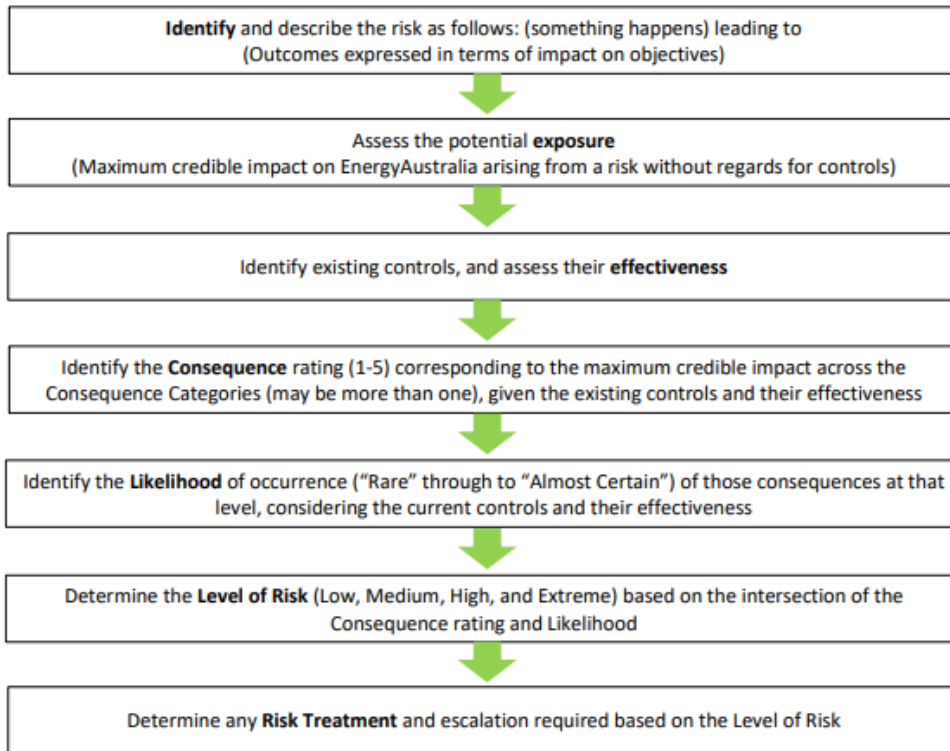 Identify and describe the risk as follows: (something happens) leading to
(Outcomes expressed in terms of impact on objectives)
Assess the potential exposure
(Maximum credible impact on EnergyAustralia arising from a risk without regards for controls)
Identify existing controls, and assess their effectiveness
Identify the Consequence rating (1-5) corresponding to the maximum credible impact across the
Consequence Categories (may be more than one), given the existing controls and their effectiveness
Identify the Likelihood of occurrence (“Rare” through to “Almost Certain”) of those consequences at that
level, considering the current controls and their effectiveness
Determine the Level of Risk (Low, Medium, High, and Extreme) based on the intersection of the
Consequence rating and Likelihood
Determine any Risk Treatment and escalation required based on the Level of Risk